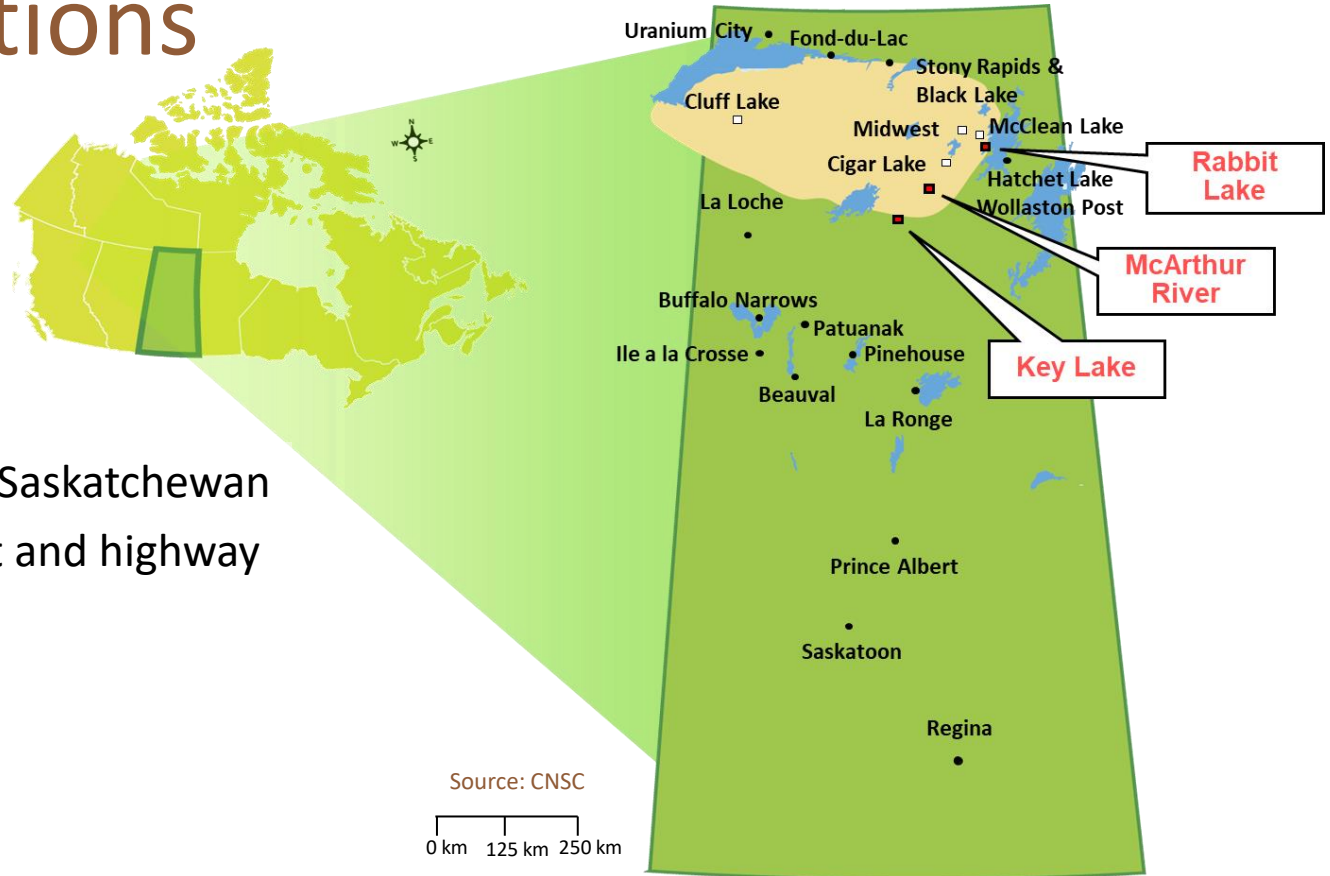 tions
Saskatchewan
t and highway
Source: CNSC
0 km 125 km 250 km
N
W E
S
Uranium City
Fond-du-Lac
Stony Rapids &
Black Lake
Cluff Lake
Midwest
McClean Lake
Cigar Lake
Rabbit
Lake
Hatchet Lake
Wollaston Post
La Loche
McArthur
River
Buffalo Narrows
Patuanak
Ile a la Crosse
Pinehouse
Key Lake
Beauval
La Ronge
Prince Albert
Saskatoon
Regina